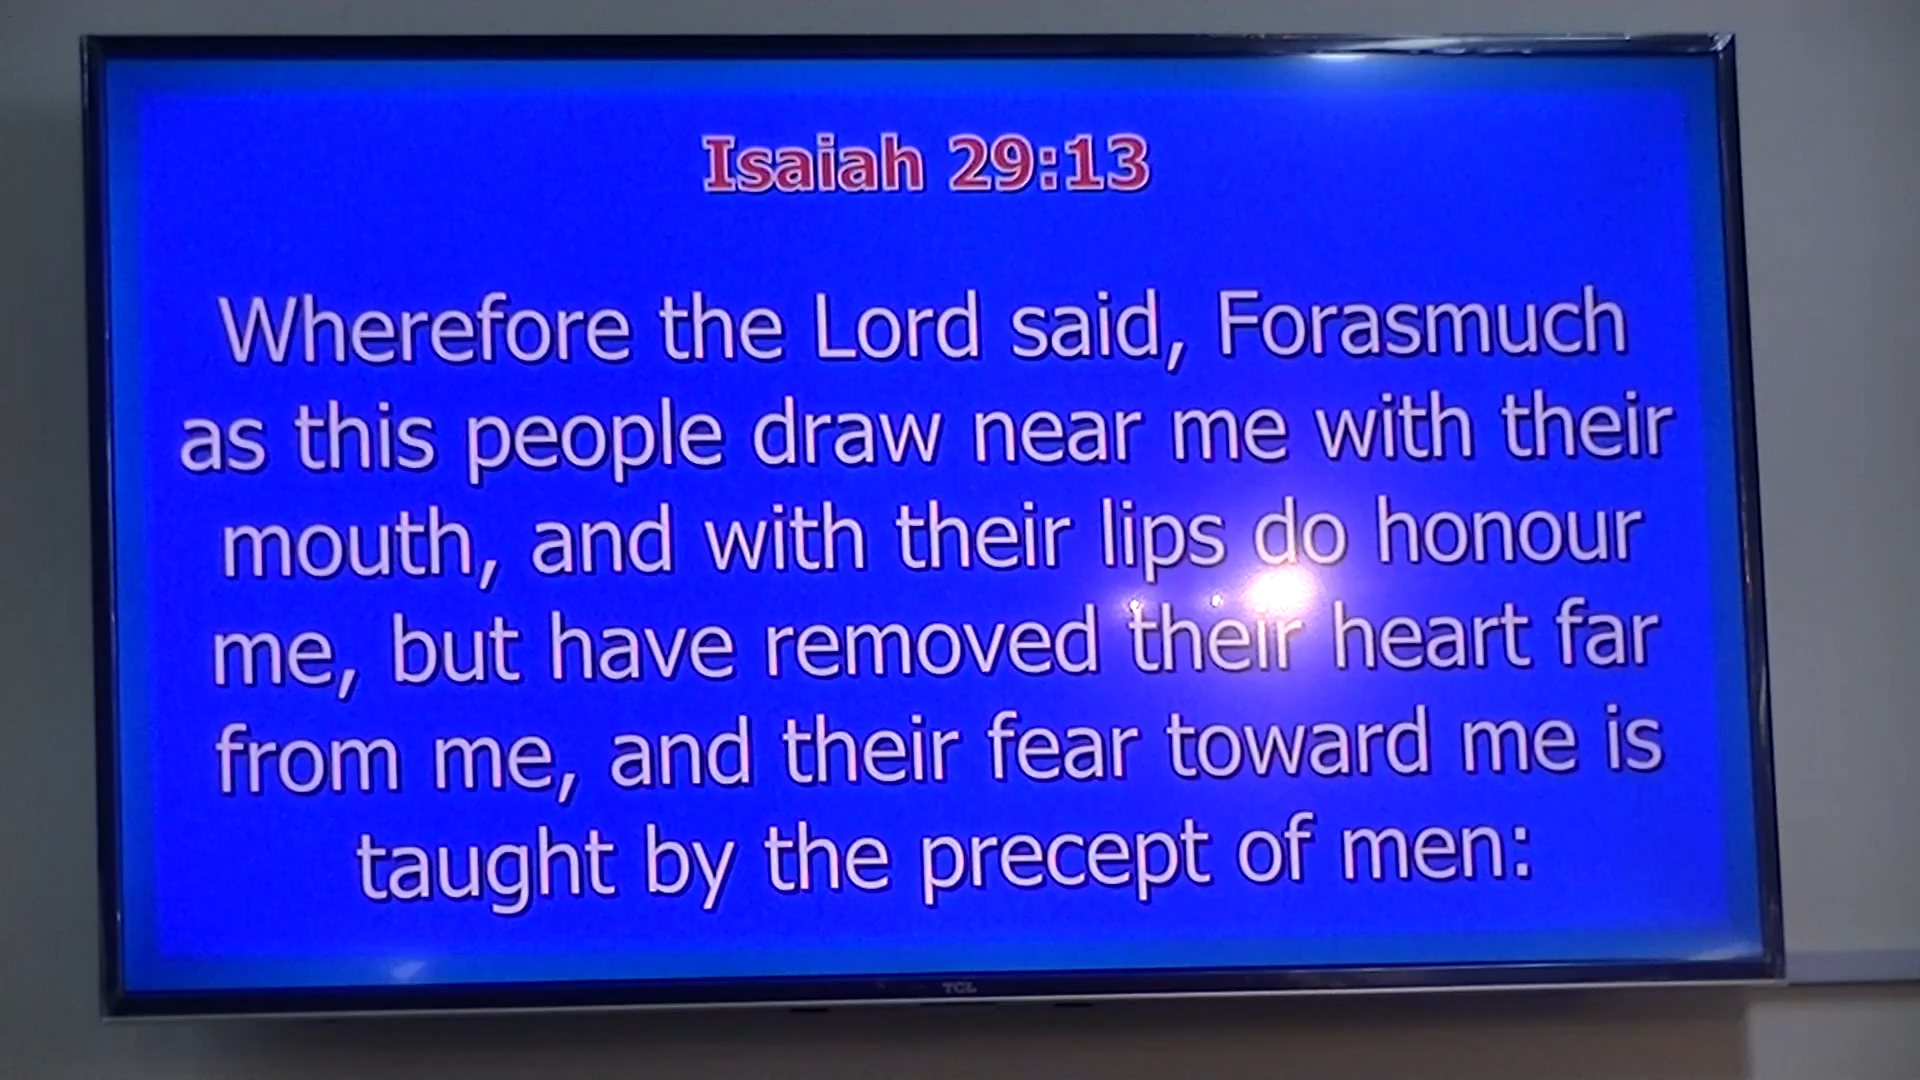 Isaiah 29:13
Wherefore the Lord said, Forasmuch
as this people draw near me with their
mouth, and with their lips do honour
me, but have removed their heart far
from me, and their fear toward me is
taught by the precept of men:
TCL